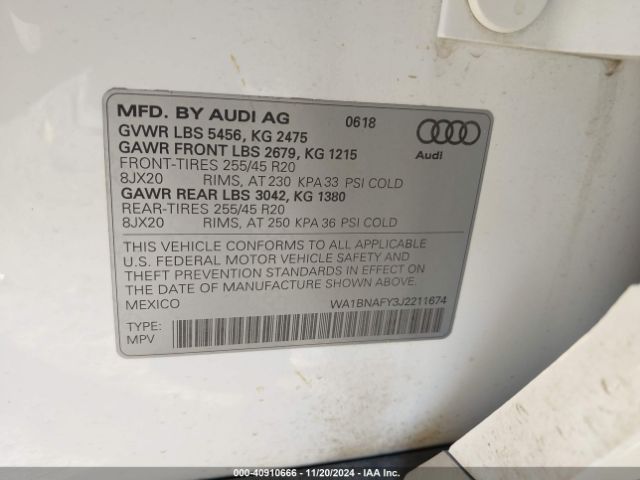 MFD. BY AUDI AG 0618
GVWR LBS 5456, KG 2475
GAWR FRONT LBS 2679, KG 1215
FRONT-TIRES 255/45 R20
8JX20 RIMS, AT 230 KPA 33 PSI COLD
GAWR REAR LBS 3042, KG 1380
REAR-TIRES 255/45 R20
8JX20 RIMS, AT 250 KPA 36 PSI COLD
Audi
THIS VEHICLE CONFORMS TO ALL APPLICABLE
U.S. FEDERAL MOTOR VEHICLE SAFETY AND
THEFT PREVENTION STANDARDS IN EFFECT ON
THE DATE OF MANUFACTURE SHOWN ABOVE.
MEXICO WA1BNAFY3J2211674
TYPE:
MPV
000-40910666 - 11/20/2024 - IAA Inc.